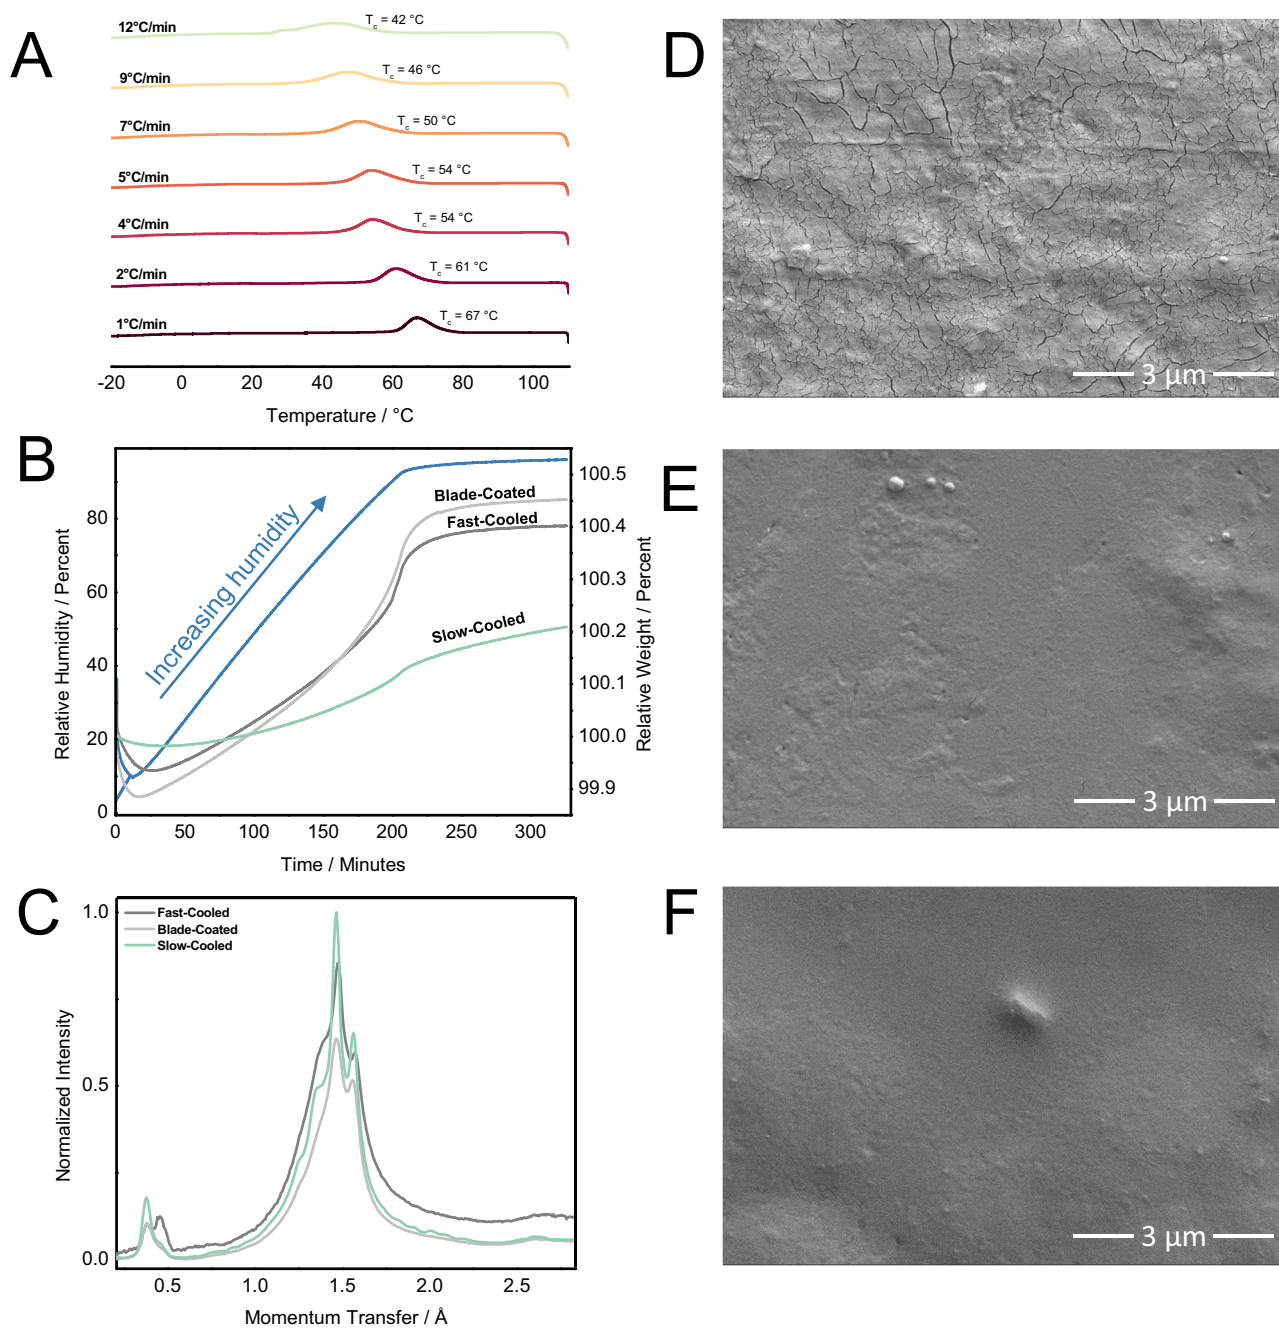 A
12°C/min
T_c = 42 °C
9°C/min
T_c = 46 °C
7°C/min
T_c = 50 °C
5°C/min
T_c = 54 °C
4°C/min
T_c = 54 °C
2°C/min
T_c = 61 °C
1°C/min
T_c = 67 °C
-20 0 20 40 60 80 100
Temperature / °C
B
Relative Humidity / Percent
80
60
40
20
0
Increasing humidity
Blade-Coated
Fast-Cooled
Slow-Cooled
100.5
100.4
100.3
100.2
100.1
100.0
99.9
Relative Weight / Percent
0 50 100 150 200 250 300
Time / Minutes
C
Normalized Intensity
1.0
0.5
0.0
Fast-Cooled
Blade-Coated
Slow-Cooled
0.5 1.0 1.5 2.0 2.5
Momentum Transfer / Å
D
3 µm
E
3 µm
F
3 µm